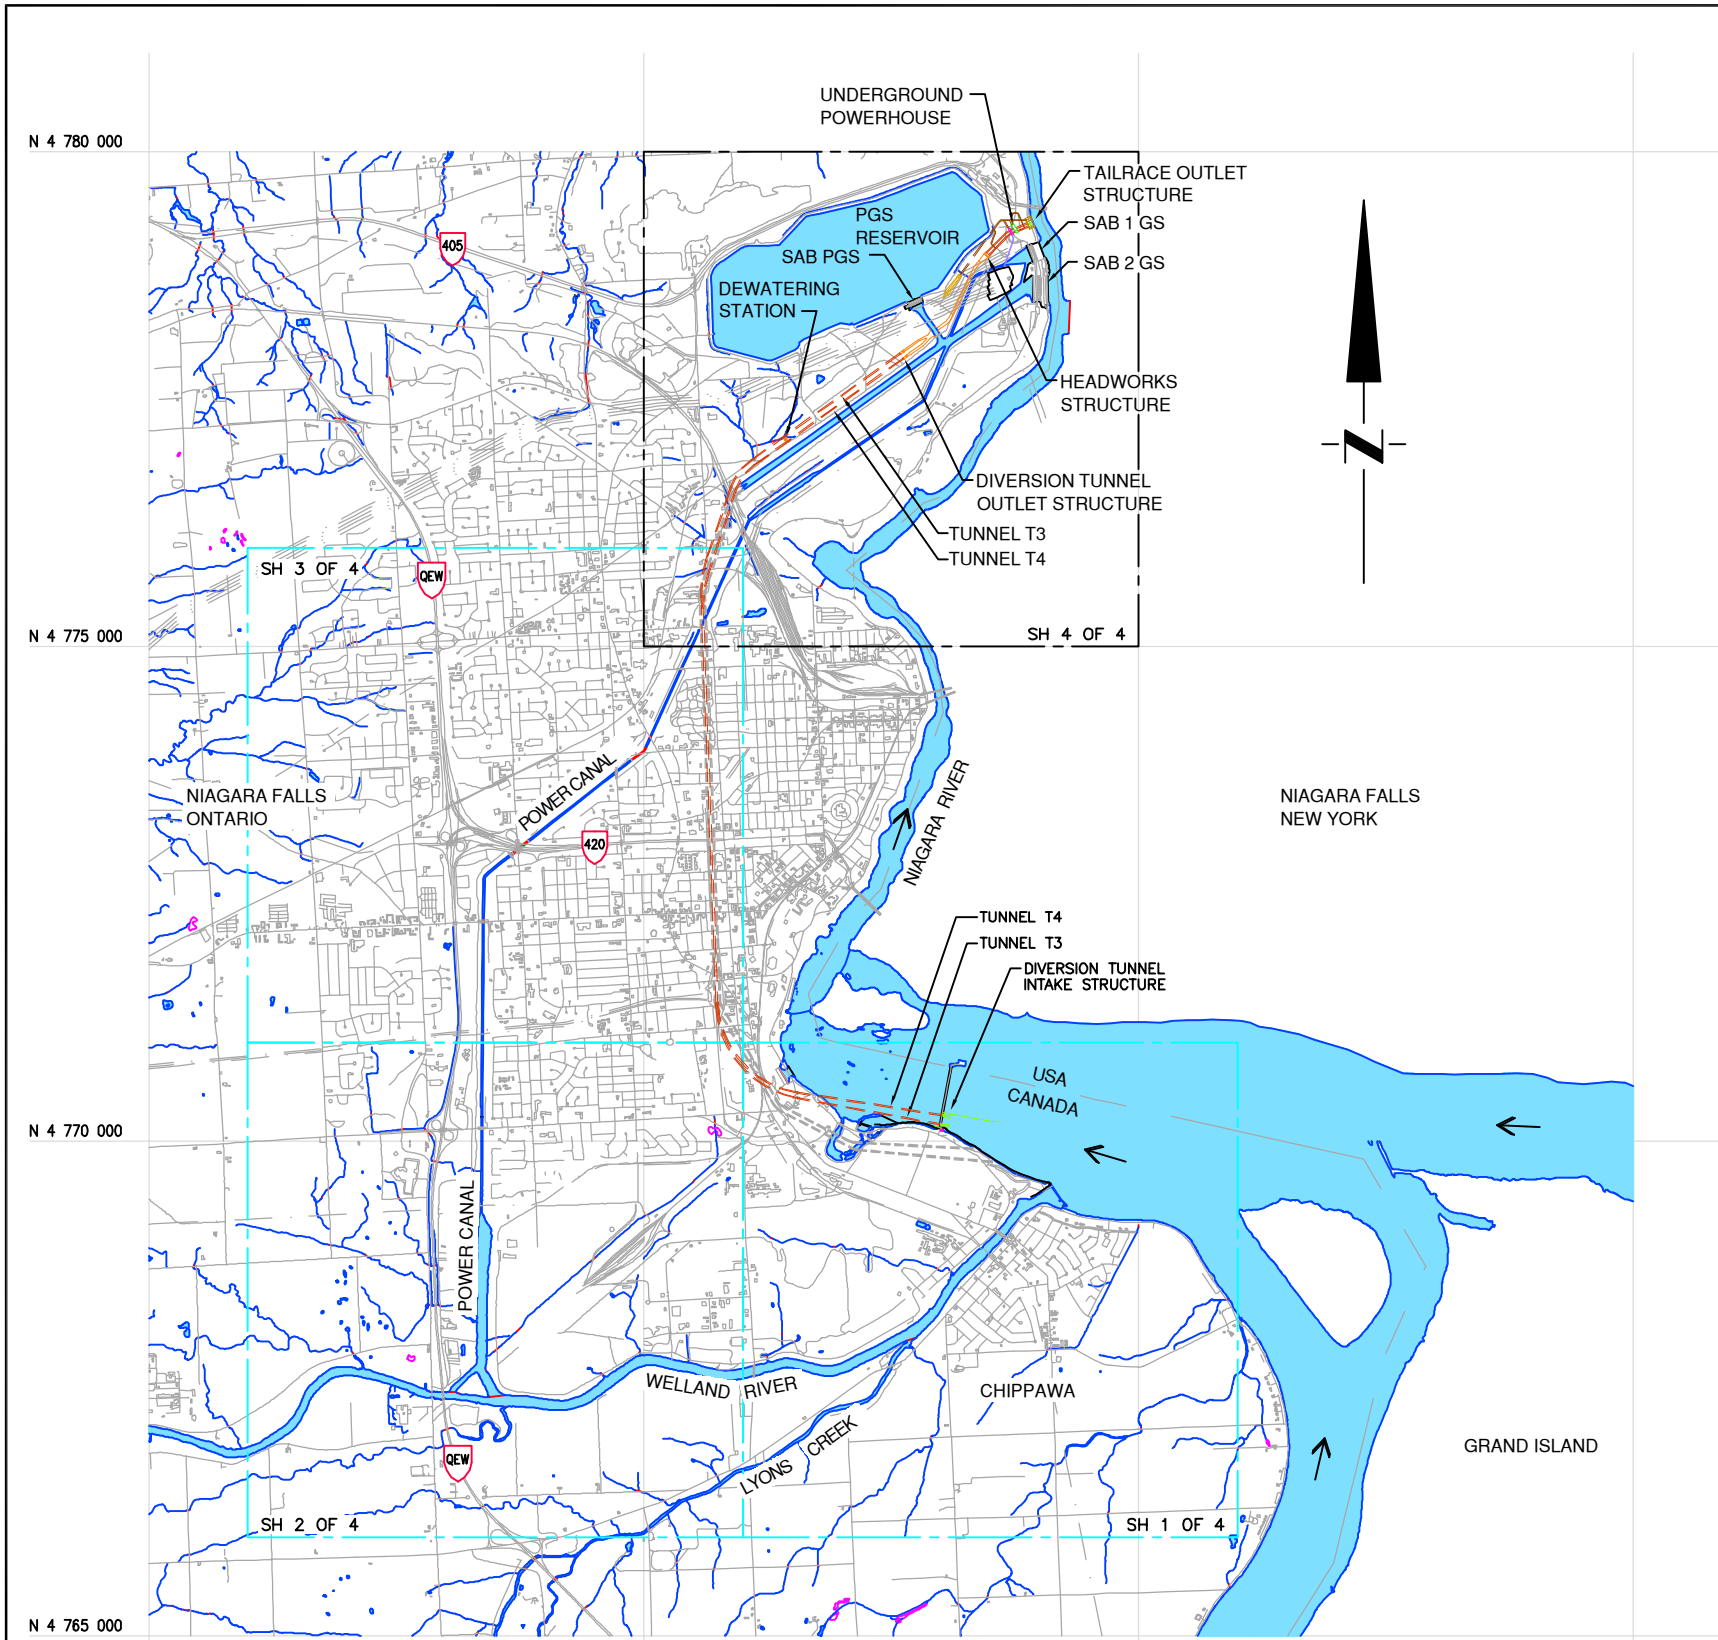 UNDERGROUND
POWERHOUSE
N 4 780 000
TAILRACE OUTLET
STRUCTURE
PGS
RESERVOIR
SAB 1 GS
405
SAB PGS
SAB 2 GS
DEWATERING
STATION
HEADWORKS
STRUCTURE
DIVERSION TUNNEL
OUTLET STRUCTURE
TUNNEL T3
TUNNEL T4
N
SH 3 OF 4
QEW
N 4 775 000
SH 4 OF 4
POWER CANAL
NIAGARA RIVER
NIAGARA FALLS
ONTARIO
NIAGARA FALLS
NEW YORK
420
TUNNEL T4
TUNNEL T3
DIVERSION TUNNEL
INTAKE STRUCTURE
USA
CANADA
N 4 770 000
POWER CANAL
WELLAND RIVER
CHIPPAWA
LYONS CREEK
GRAND ISLAND
QEW
SH 2 OF 4
SH 1 OF 4
N 4 765 000